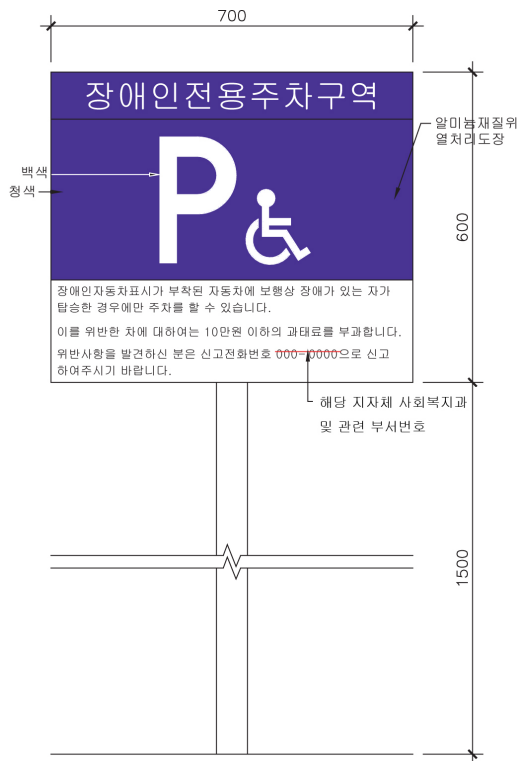 700
장애인전용주차구역
알미늄재질위
열처리도장
P
백색
청색
600
장애인자동차표시가 부착된 자동차에 보행상 장애가 있는 자가
탑승한 경우에만 주차를 할 수 있습니다.
이를 위반한 차에 대하여는 10만원 이하의 과태료를 부과합니다.
위반사항을 발견하신 분은 신고전화번호 000-0000으로 신고
하여주시기 바랍니다.
해당 지자체 사회복지과
및 관련 부서번호
1500